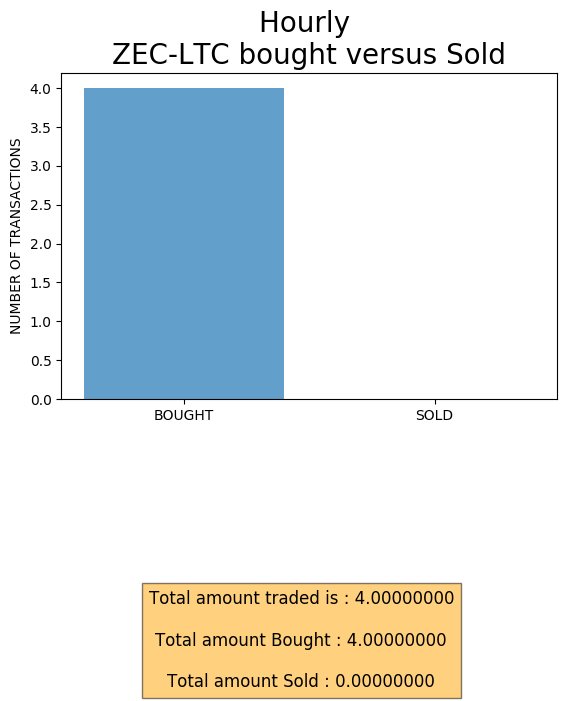 Hourly
ZEC-LTC bought versus Sold
4.0
3.5
3.0
2.5
2.0
1.5
1.0
0.5
0.0
NUMBER OF TRANSACTIONS
BOUGHT
SOLD
Total amount traded is : 4.00000000
Total amount Bought : 4.00000000
Total amount Sold : 0.00000000